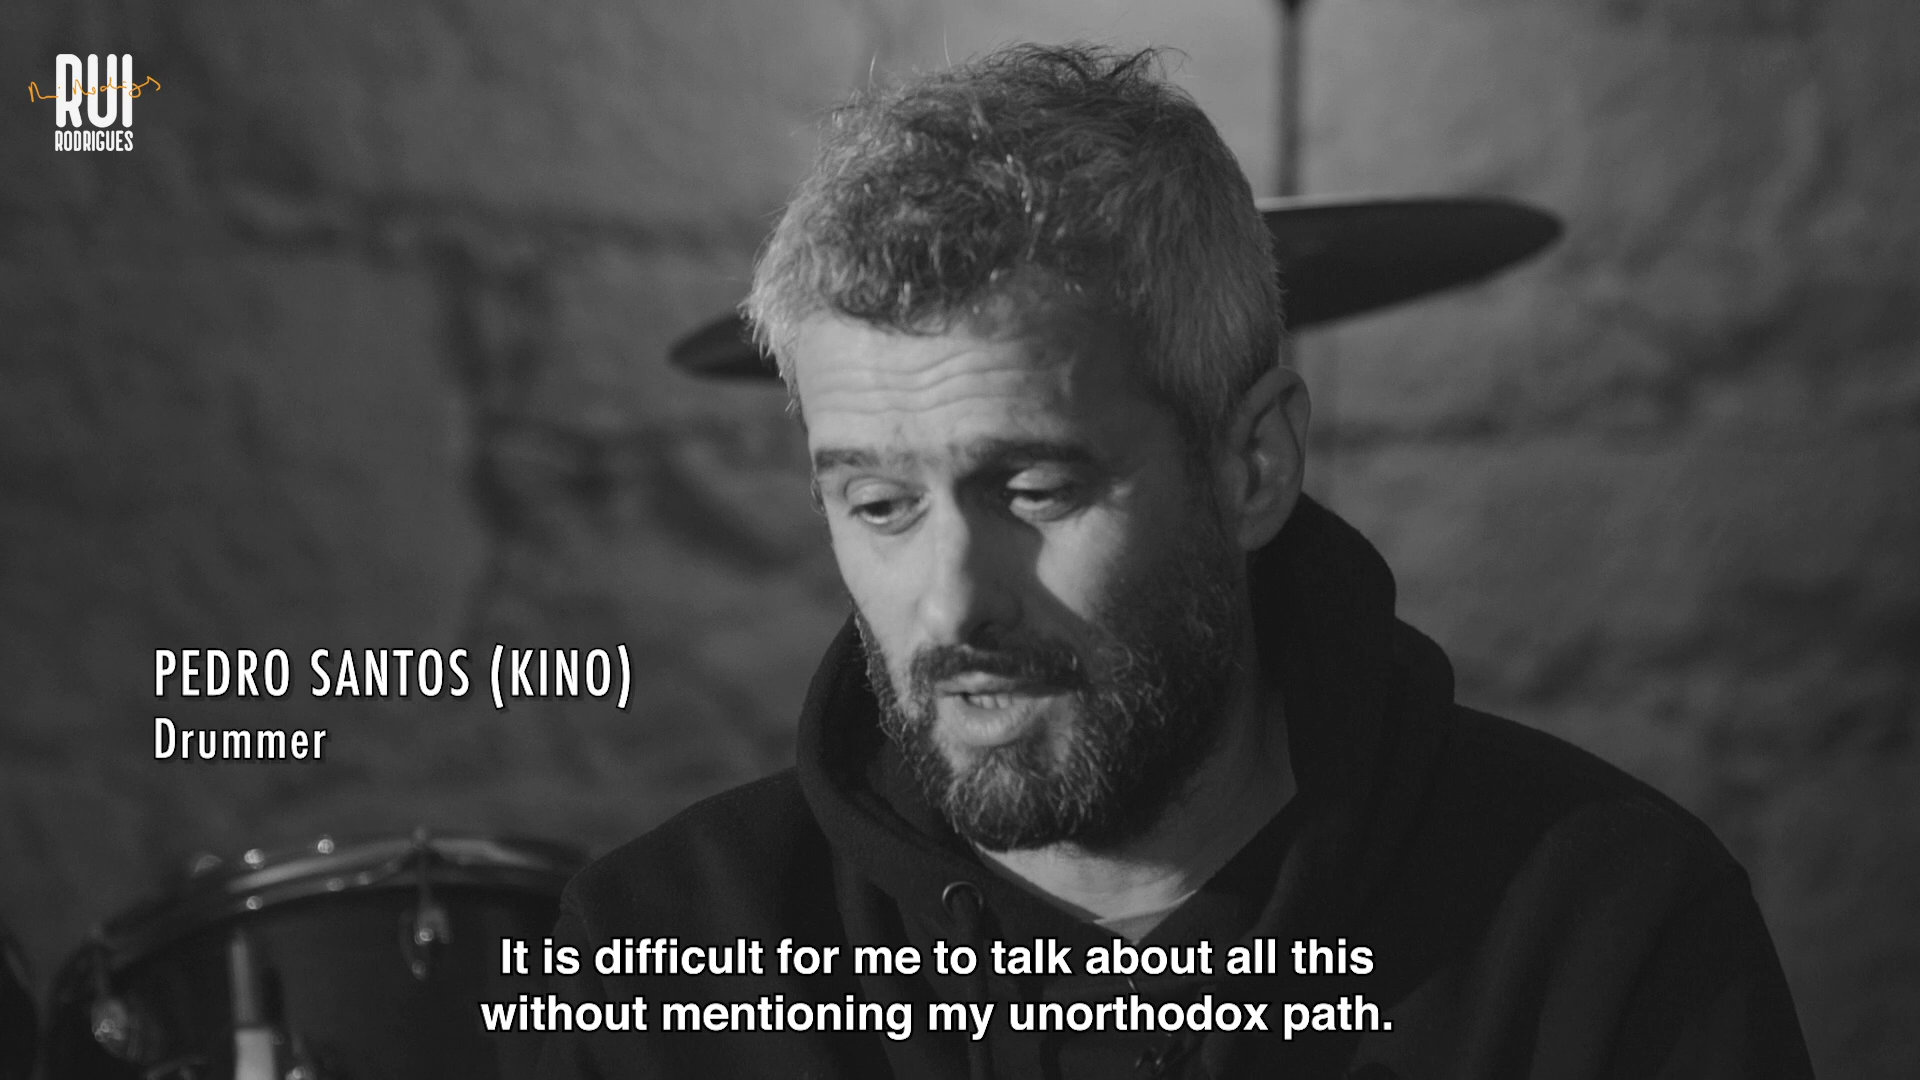 RUI
RODRIGUES
PEDRO SANTOS (KINO)
Drummer
It is difficult for me to talk about all this
without mentioning my unorthodox path.